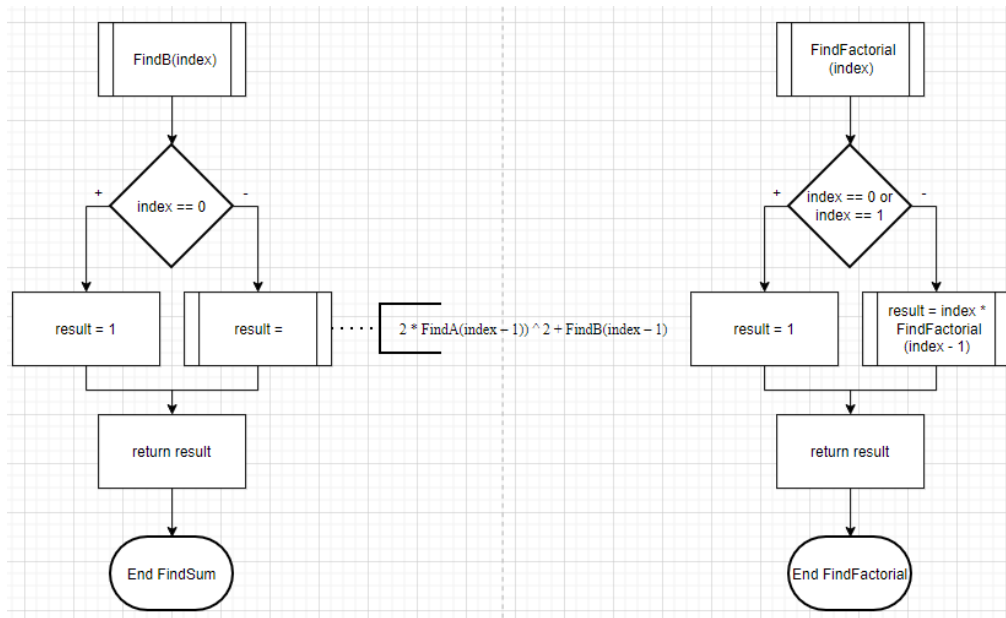 FindB(index)
+
-
index == 0
result = 1
result =
2 * FindA(index – 1)) ^ 2 + FindB(index – 1)
return result
End FindSum
FindFactorial
(index)
+
-
index == 0 or
index == 1
result = 1
result = index *
FindFactorial
(index - 1)
return result
End FindFactorial